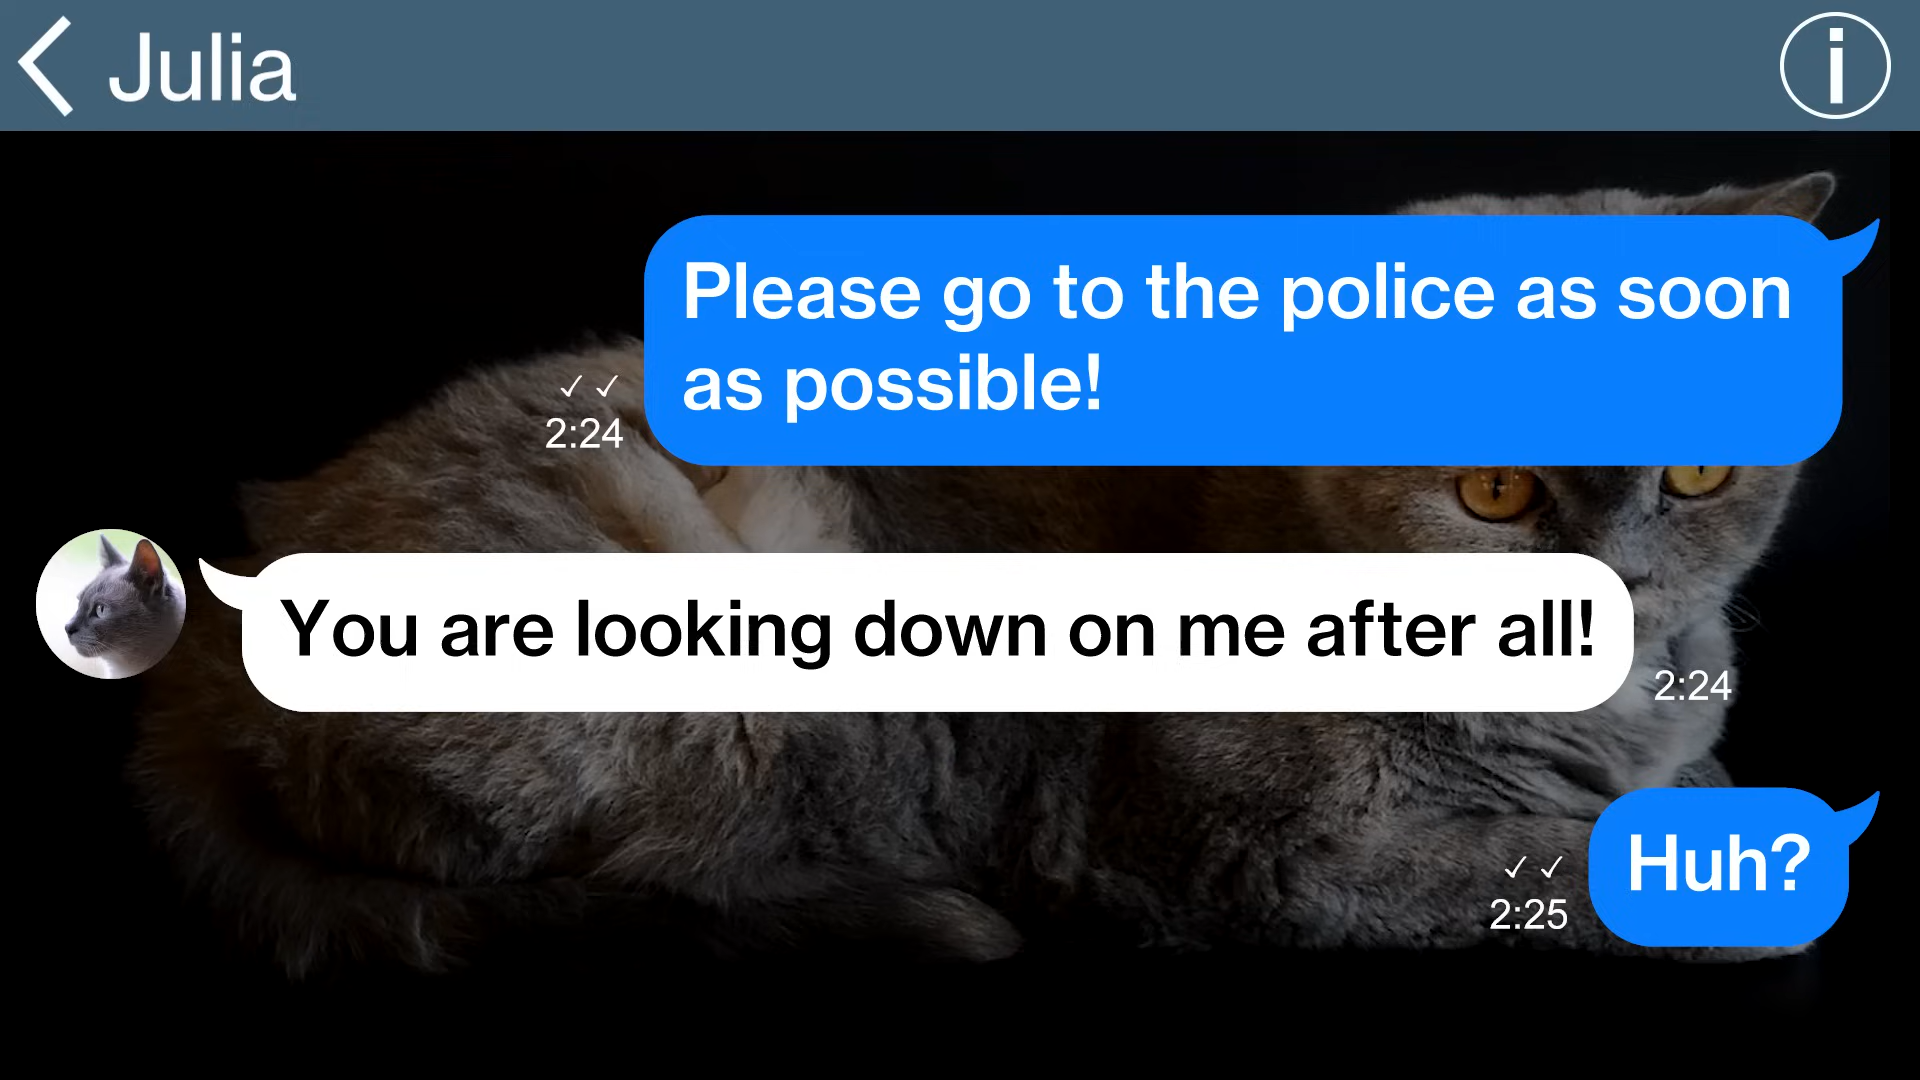 Julia
i
Please go to the police as soon
as possible!
✓✓
2:24
You are looking down on me after all!
2:24
Huh?
✓✓
2:25